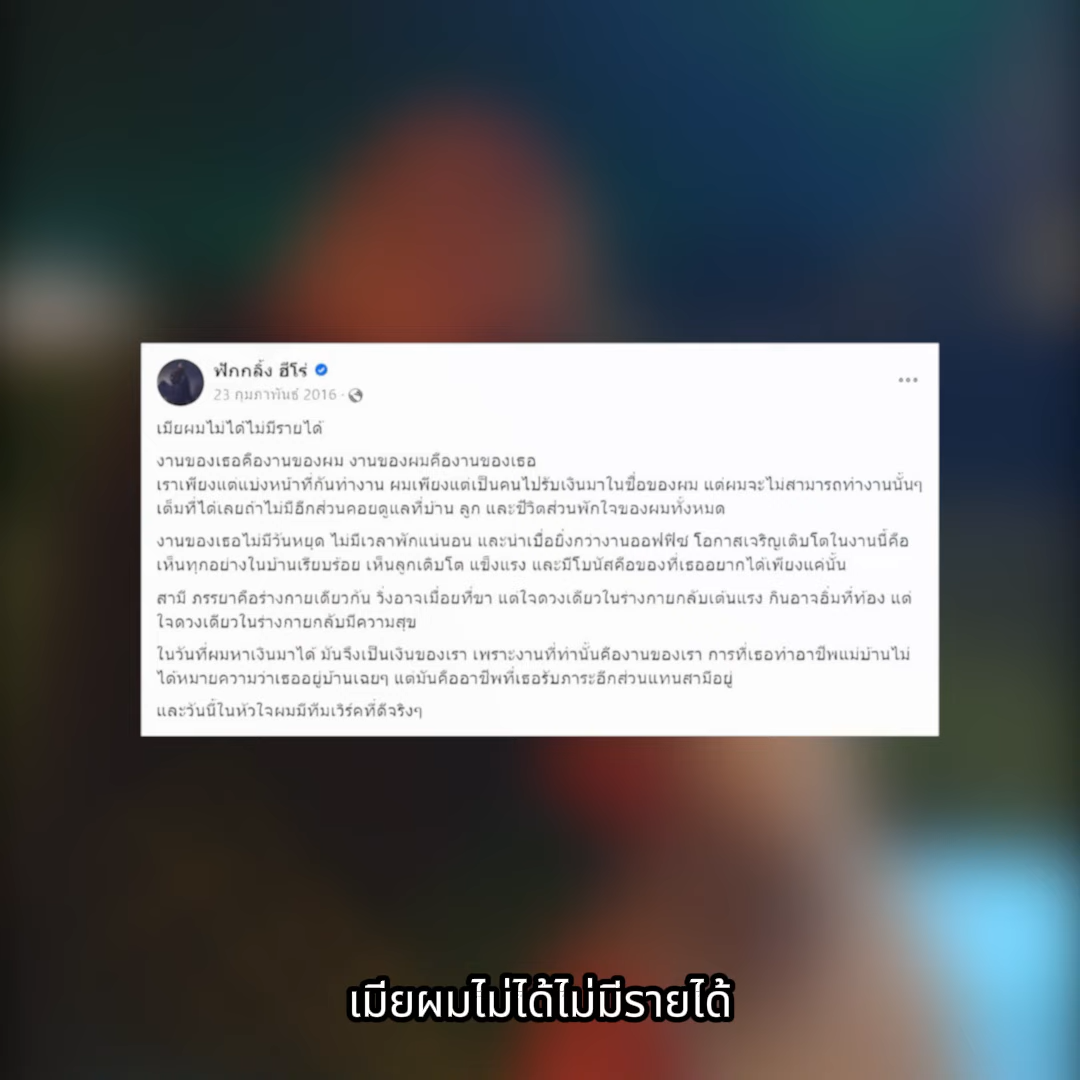 ฟักกลิ้ง ฮีโร่
23 กุมภาพันธ์ 2016 ·
เมียผมไม่ได้ไม่มีรายได้
งานของเธอคืองานของผม งานของผมคืองานของเธอ
เราเพียงแต่แบ่งหน้าที่กันทำงาน ผมเพียงแต่เป็นคนไปรับเงินมาในชื่อของผม แต่ผมจะไม่สามารถทำงานนั้นๆ
เต็มที่ได้เลยถ้าไม่มีอีกส่วนคอยดูแลที่บ้าน ลูก และชีวิตส่วนพักใจของผมทั้งหมด
งานของเธอไม่มีวันหยุด ไม่มีเวลาพักแน่นอน และน่าเบื่อยิ่งกว่างานออฟฟิซ โอกาสเจริญเติบโตในงานนี้คือ
เห็นทุกอย่างในบ้านเรียบร้อย เห็นลูกเติบโต แข็งแรง และมีโบนัสคือของที่เธออยากได้เพียงแค่นั้น
สามี ภรรยาคือร่างกายเดียวกัน วิ่งอาจเมื่อยที่ขา แต่ใจดวงเดียวในร่างกายกลับเต้นแรง กินอาจอิ่มที่ท้อง แต่
ใจดวงเดียวในร่างกายกลับมีความสุข
ในวันที่ผมหาเงินมาได้ มันจึงเป็นเงินของเรา เพราะงานที่ทำนั้นคืองานของเรา การที่เธอทำอาชีพแม่บ้านไม่
ได้หมายความว่าเธออยู่บ้านเฉยๆ แต่มันคืออาชีพที่เธอรับภาระอีกส่วนแทนสามีอยู่
และวันนี้ในหัวใจผมมีทีมเวิร์คที่ดีจริงๆ
เมียผมไม่ได้ไม่มีรายได้